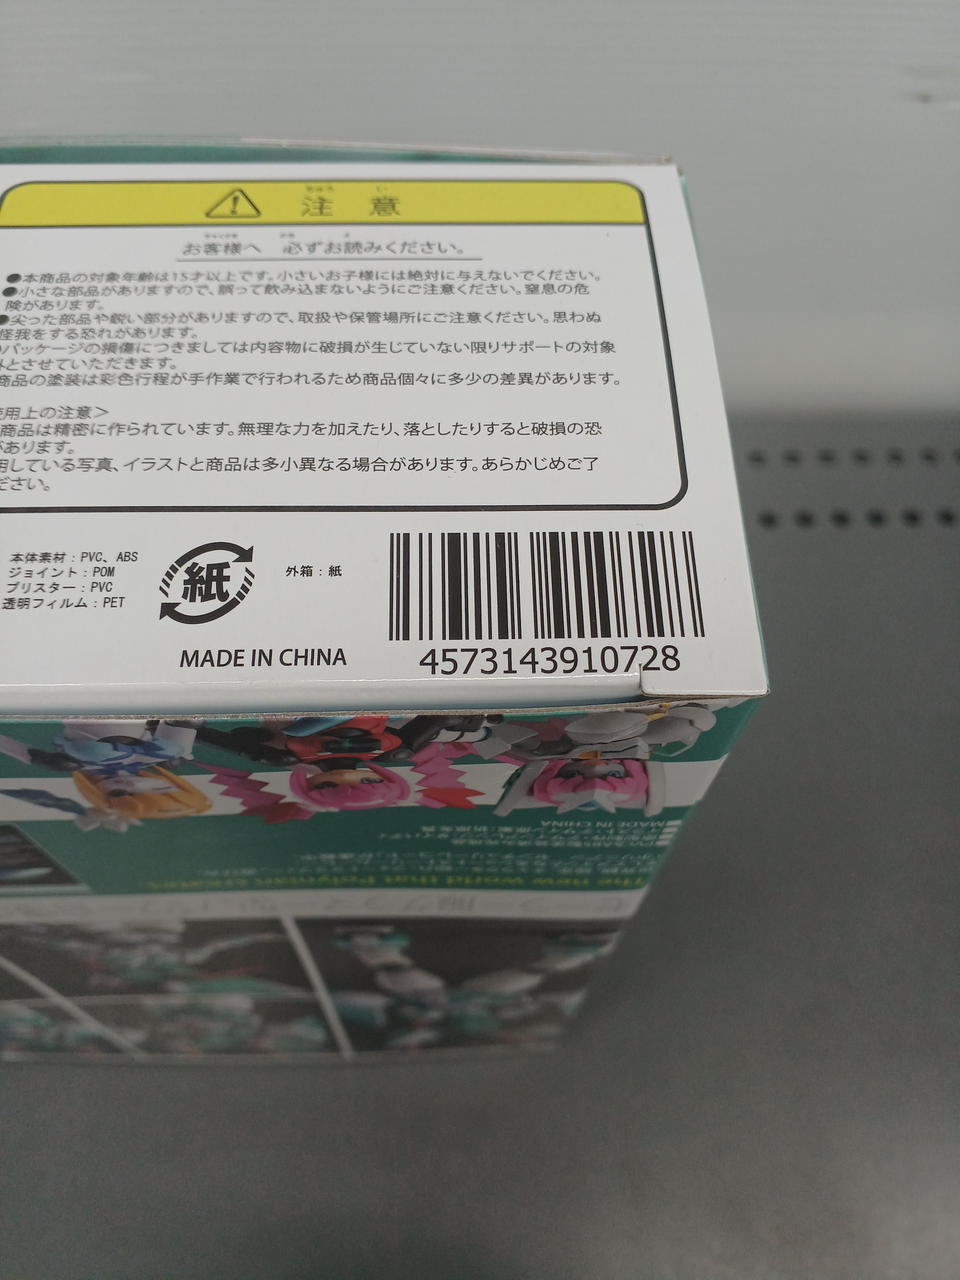 ちゅう い
注 意
お客様へ 必ずお読みください。
●本商品の対象年齢は15才以上です。小さいお子様には絶対に与えないでください。
●小さな部品がありますので、誤って飲み込まないようにご注意ください。窒息の危
険があります。
●尖った部品や鋭い部分がありますので、取扱や保管場所にご注意ください。思わぬ
怪我をする恐れがあります。
パッケージの損傷につきましては内容物に破損が生じていない限りサポートの対象
とさせていただきます。
商品の塗装は彩色行程が手作業で行われるため商品個々に多少の差異があります。
用上の注意＞
商品は精密に作られています。無理な力を加えたり、落としたりすると破損の恐
があります。
用している写真、イラストと商品は多小異なる場合があります。あらかじめご了
ださい。
本体素材：PVC、ABS
ジョイント：POM
ブリスター：PVC
透明フィルム：PET
紙
外箱：紙
MADE IN CHINA
4573143910728
MADE IN CHINA
The new world that Polynian creates.